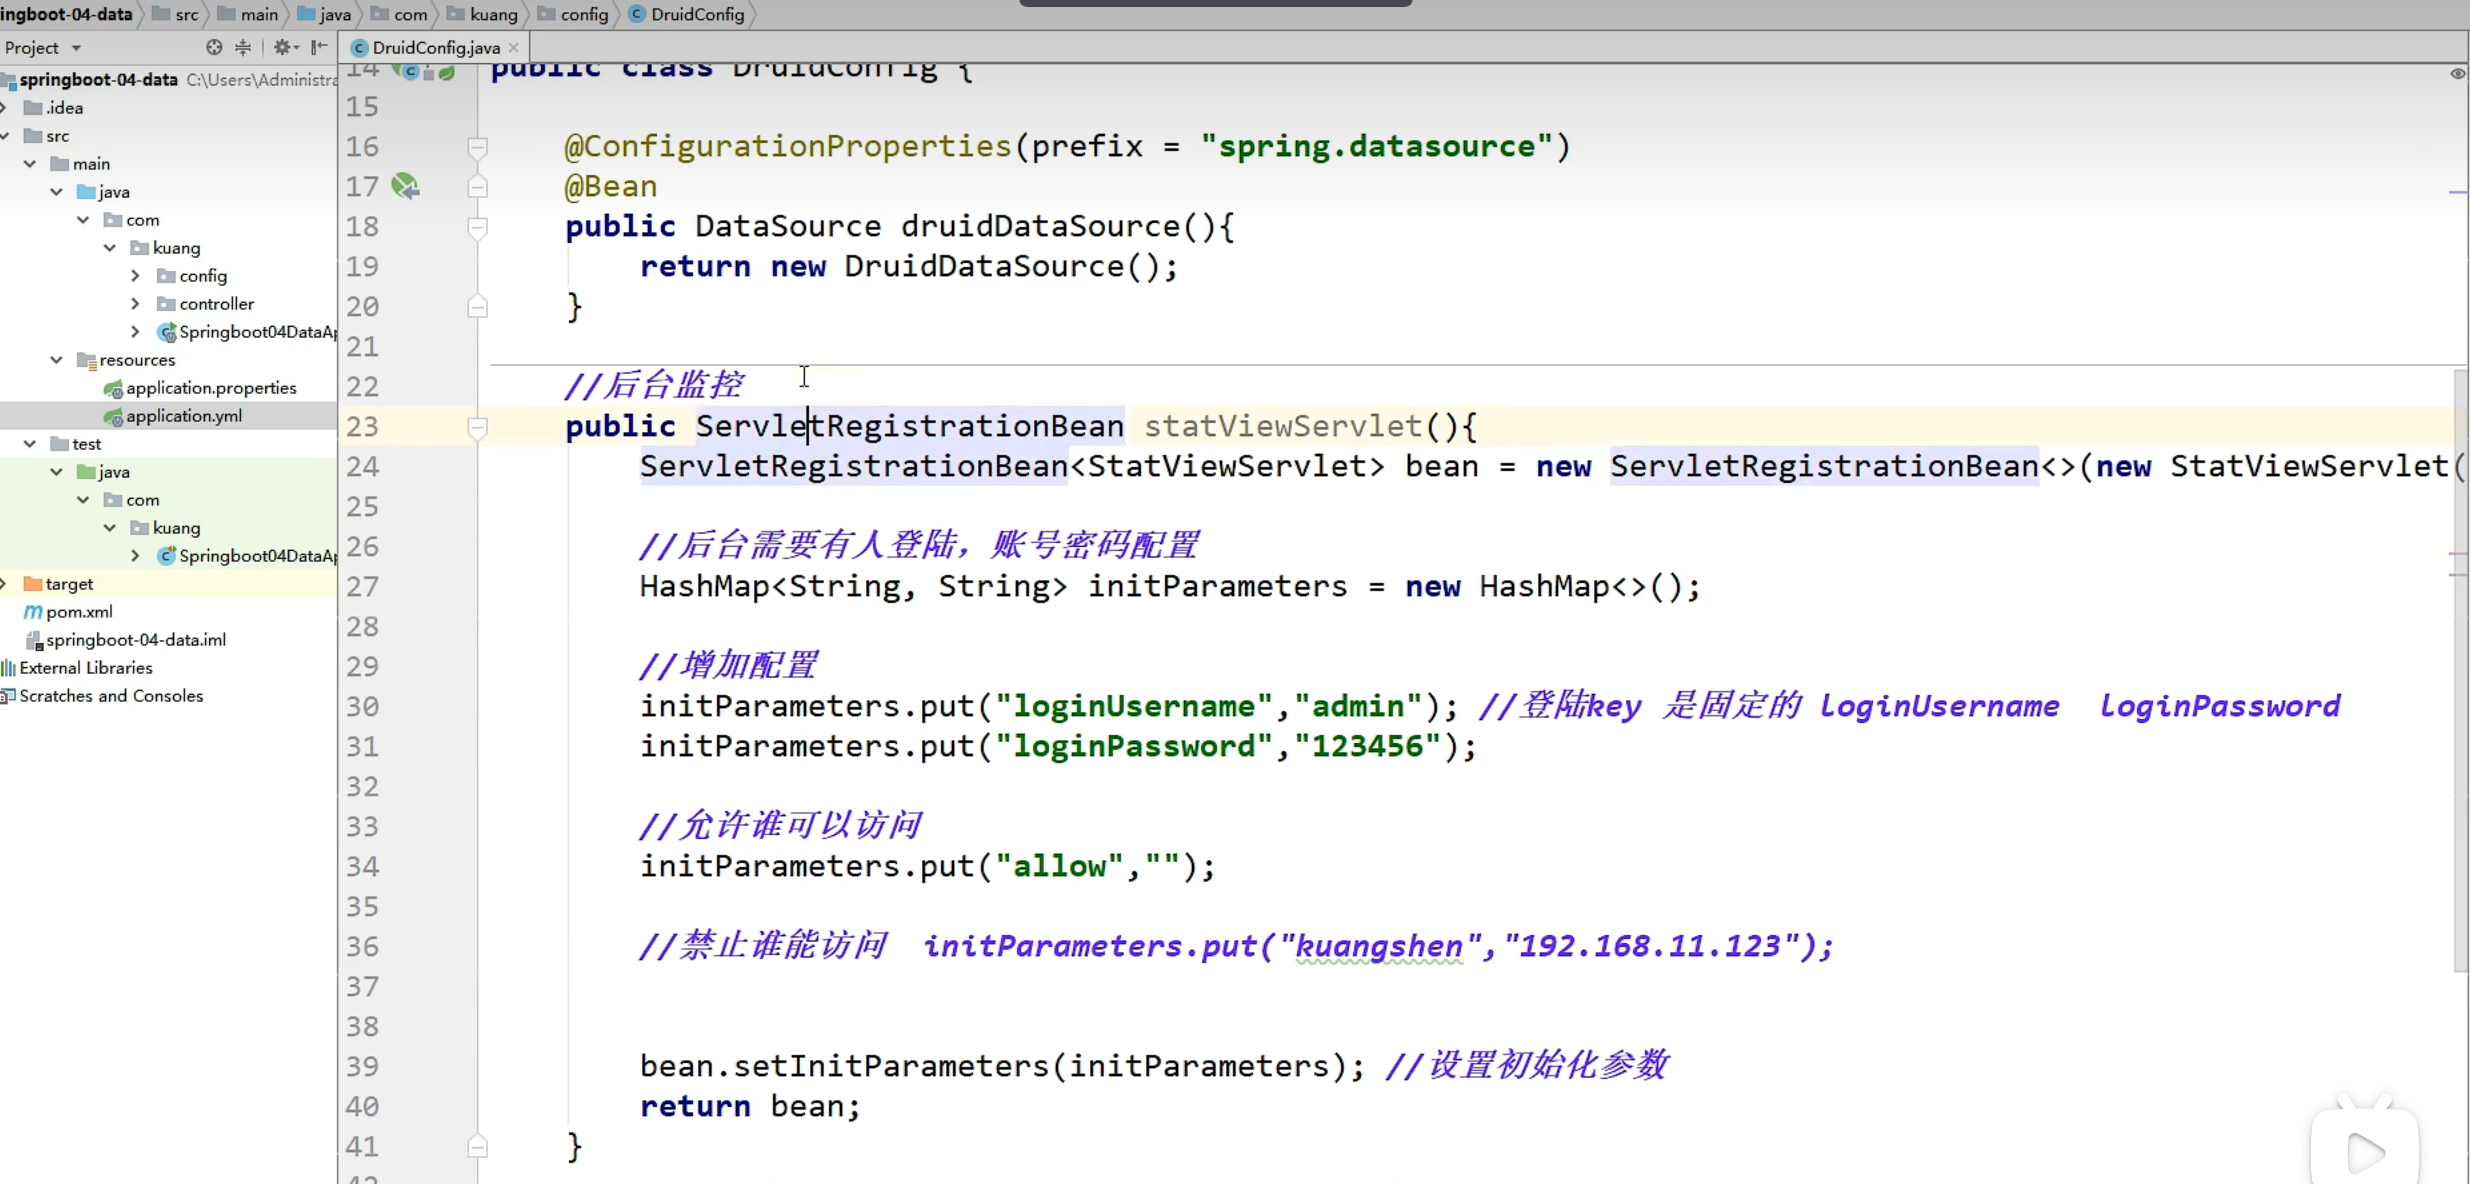 ingboot-04-data src main java com kuang config DruidConfig
Project
DruidConfig.java
springboot-04-data C:\Users\Administra
.idea
src
main
java
com
kuang
config
controller
Springboot04DataAp
resources
application.properties
application.yml
test
java
com
kuang
Springboot04DataAp
target
pom.xml
springboot-04-data.iml
External Libraries
Scratches and Consoles
14 public class DruidConfig {
15
16 @ConfigurationProperties(prefix = "spring.datasource")
17 @Bean
18 public DataSource druidDataSource(){
19 return new DruidDataSource();
20 }
21
22 //后台监控
23 public ServletRegistrationBean statViewServlet(){
24 ServletRegistrationBean<StatViewServlet> bean = new ServletRegistrationBean<>(new StatViewServlet(
25
26 //后台需要有人登陆，账号密码配置
27 HashMap<String, String> initParameters = new HashMap<>();
28
29 //增加配置
30 initParameters.put("loginUsername","admin"); //登陆key 是固定的 loginUsername loginPassword
31 initParameters.put("loginPassword","123456");
32
33 //允许谁可以访问
34 initParameters.put("allow","");
35
36 //禁止谁能访问 initParameters.put("kuangshen","192.168.11.123");
37
38
39 bean.setInitParameters(initParameters); //设置初始化参数
40 return bean;
41 }